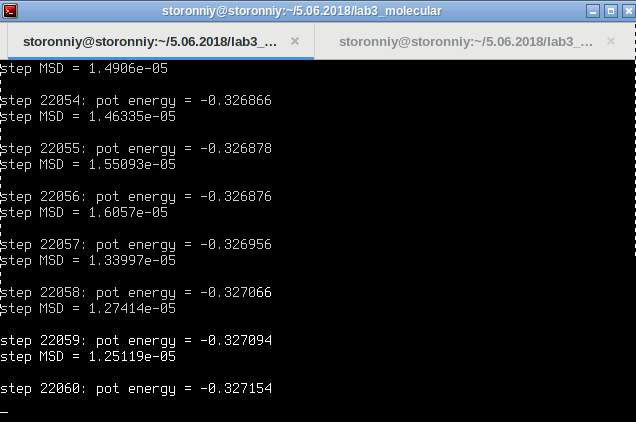 storonniy@storonniy:~/5.06.2018/lab3_molecular
storonniy@storonniy:~/5.06.2018/lab3_... × storonniy@storonniy:~/5.06.2018/lab3_... ×
step MSD = 1.4906e-05
step 22054: pot energy = -0.326866
step MSD = 1.46335e-05
step 22055: pot energy = -0.326878
step MSD = 1.55093e-05
step 22056: pot energy = -0.326876
step MSD = 1.6057e-05
step 22057: pot energy = -0.326956
step MSD = 1.33997e-05
step 22058: pot energy = -0.327066
step MSD = 1.27414e-05
step 22059: pot energy = -0.327094
step MSD = 1.25119e-05
step 22060: pot energy = -0.327154